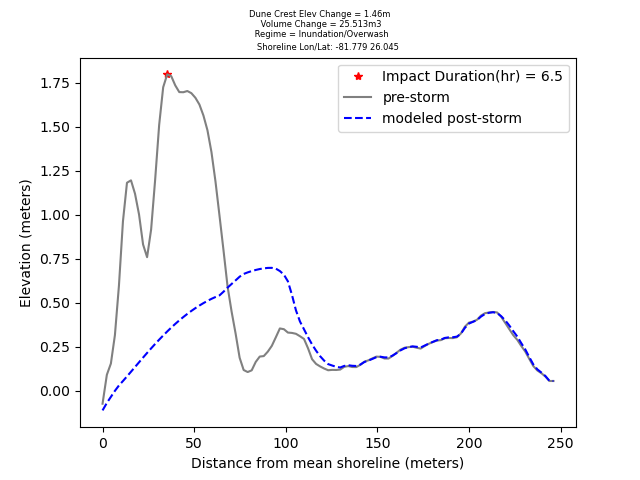 Dune Crest Elev Change = 1.46m
Volume Change = 25.513m
Regime = Inundation/Overwash
Shoreline Lon/Lat: -81.779 26.045
Impact Duration(hr) = 6.5
pre-storm
modeled post-storm
Elevation (meters)
1.75
1.50
1.25
1.00
0.75
0.50
0.25
0.00
0 50 100 150 200 250
Distance from mean shoreline (meters)